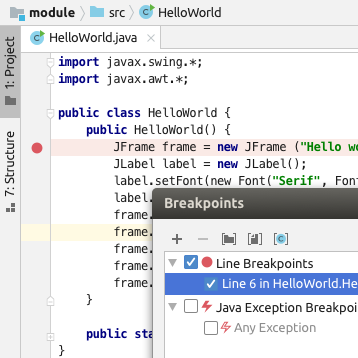 module src HelloWorld
HelloWorld.java
1: Project
7: Structure
import javax.swing.*;
import javax.awt.*;
public class HelloWorld {
public HelloWorld() {
JFrame frame = new JFrame ("Hello wo
JLabel label = new JLabel();
label.setFont(new Font("Serif", Font
label.
frame.
frame.
frame.
frame.
frame.
}
public sta
}
Breakpoints
Line Breakpoints
Line 6 in HelloWorld.He
Java Exception Breakpoi
Any Exception